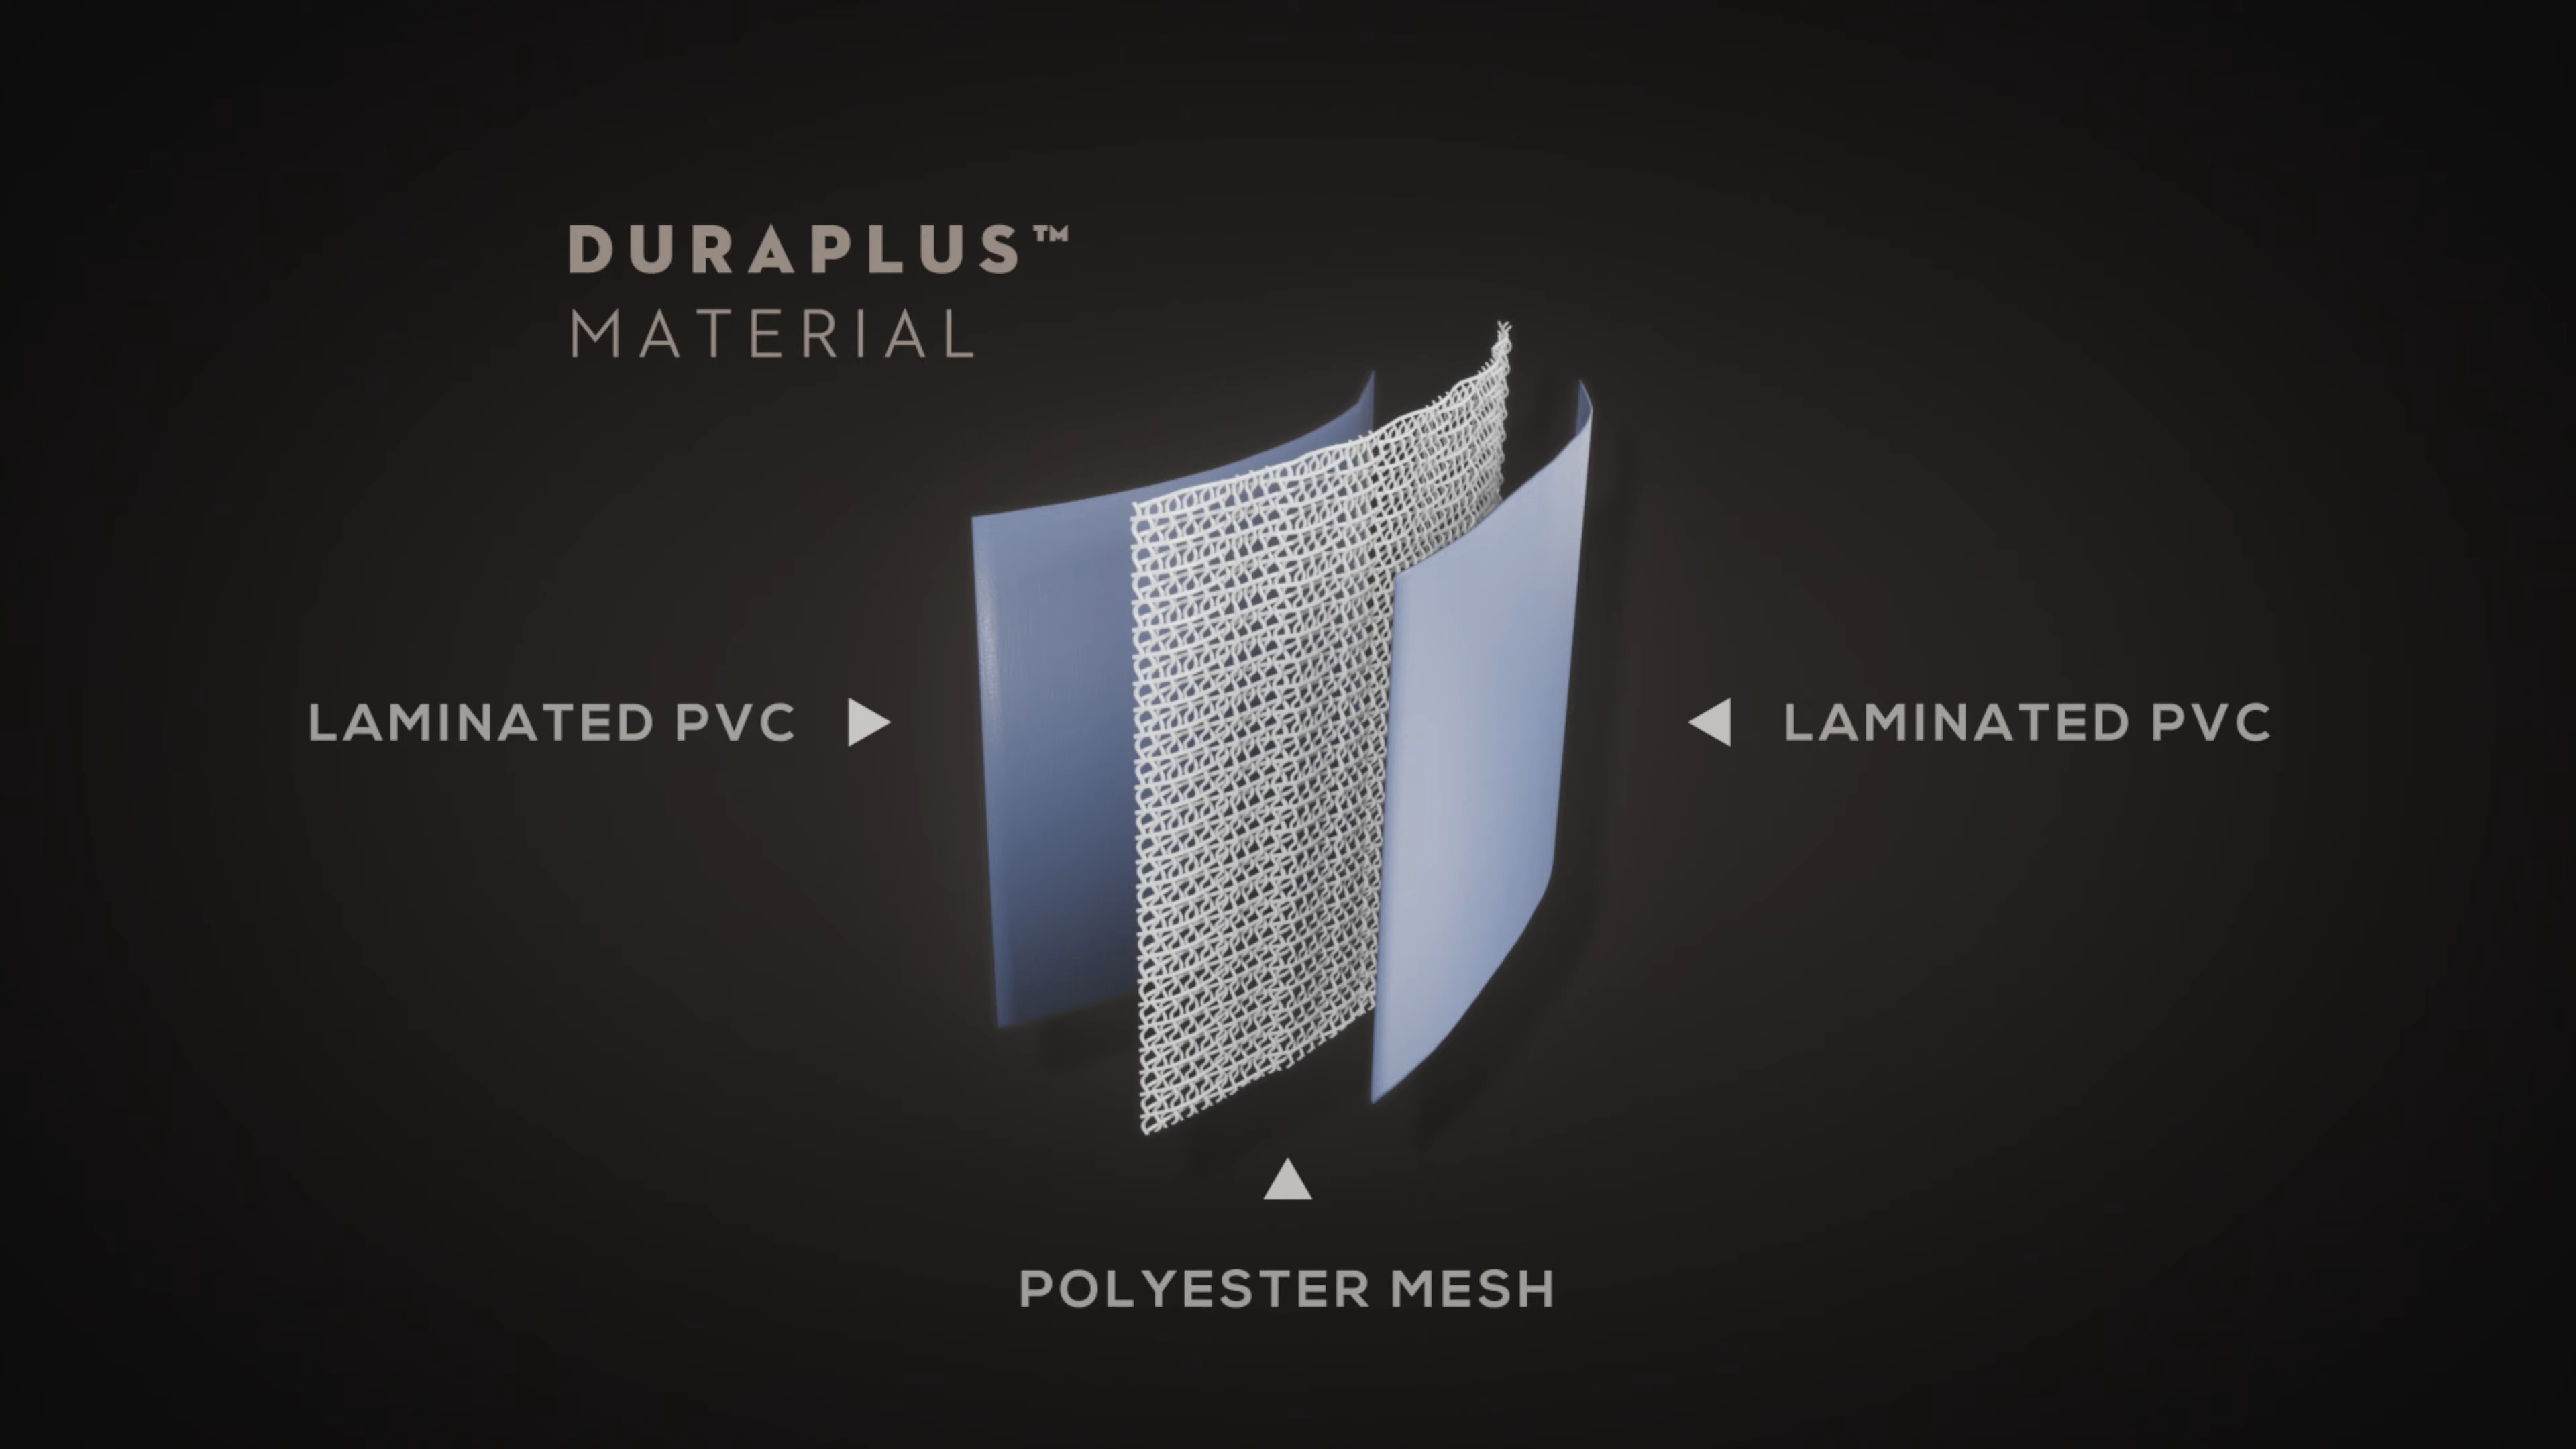 DURAPLUS™
MATERIAL
LAMINATED PVC
LAMINATED PVC
POLYESTER MESH